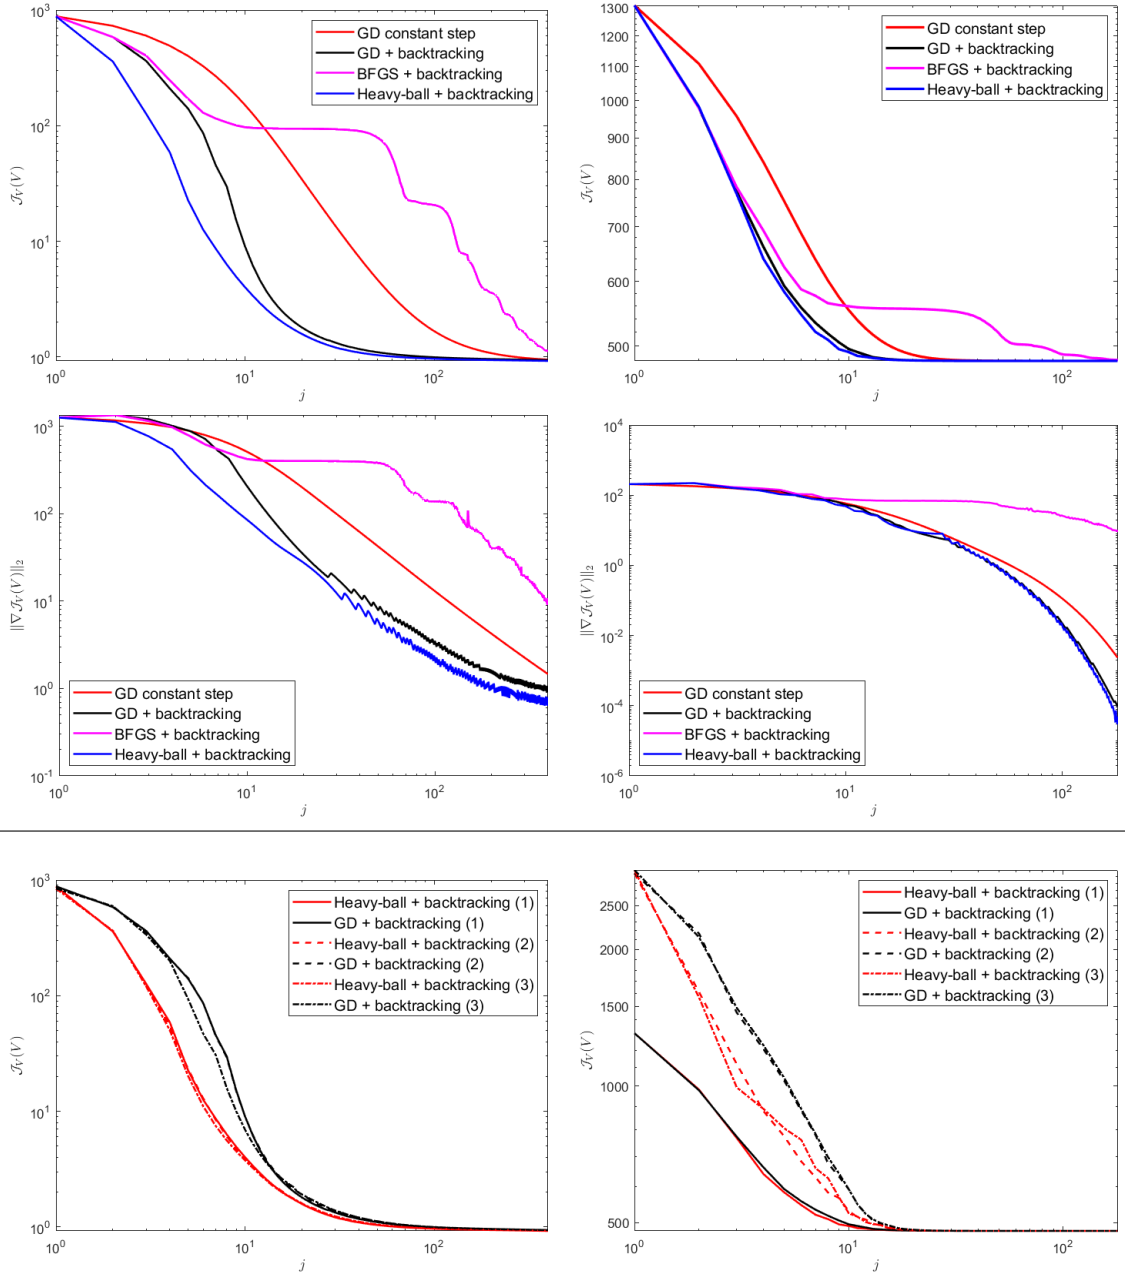 10^3
10^2
10^1
10^0
𝒥_V(V)
GD constant step
GD + backtracking
BFGS + backtracking
Heavy-ball + backtracking
10^0
10^1
10^2
j
1300
1200
1100
1000
900
800
700
600
500
𝒥_V(V)
GD constant step
GD + backtracking
BFGS + backtracking
Heavy-ball + backtracking
10^0
10^1
10^2
j
10^3
10^2
10^1
10^0
10^-1
‖∇𝒥_V(V)‖_2
GD constant step
GD + backtracking
BFGS + backtracking
Heavy-ball + backtracking
10^0
10^1
10^2
j
10^4
10^2
10^0
10^-2
10^-4
10^-6
‖∇𝒥_V(V)‖_2
GD constant step
GD + backtracking
BFGS + backtracking
Heavy-ball + backtracking
10^0
10^1
10^2
j
10^3
10^2
10^1
10^0
𝒥_V(V)
Heavy-ball + backtracking (1)
GD + backtracking (1)
Heavy-ball + backtracking (2)
GD + backtracking (2)
Heavy-ball + backtracking (3)
GD + backtracking (3)
10^0
10^1
10^2
j
2500
2000
1500
1000
500
𝒥_V(V)
Heavy-ball + backtracking (1)
GD + backtracking (1)
Heavy-ball + backtracking (2)
GD + backtracking (2)
Heavy-ball + backtracking (3)
GD + backtracking (3)
10^0
10^1
10^2
j